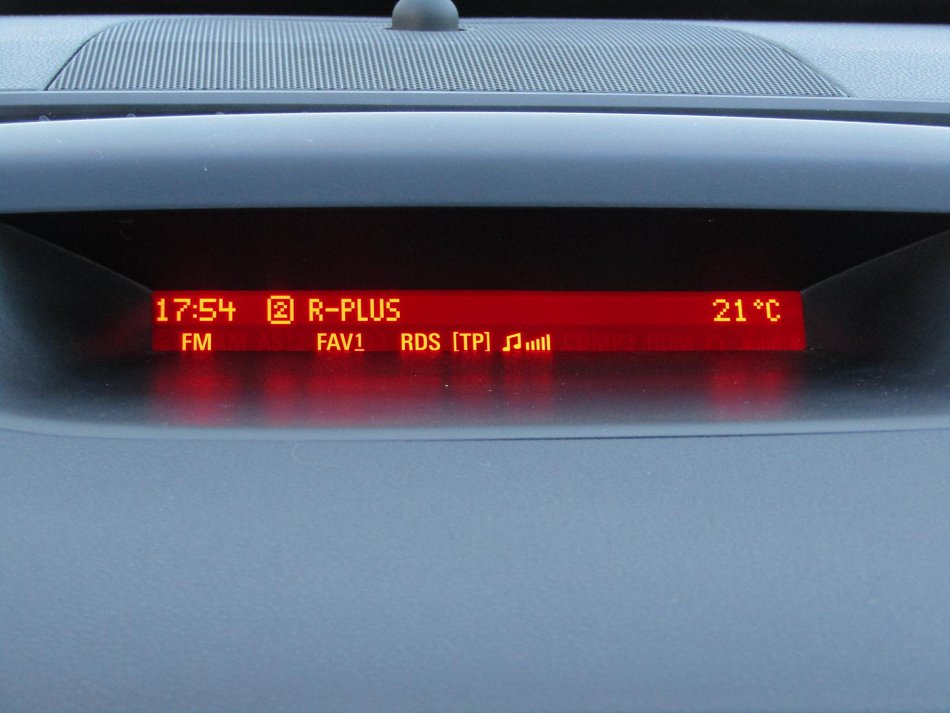 17:54 2 R-PLUS 21°C
FM FAV1 RDS [TP]